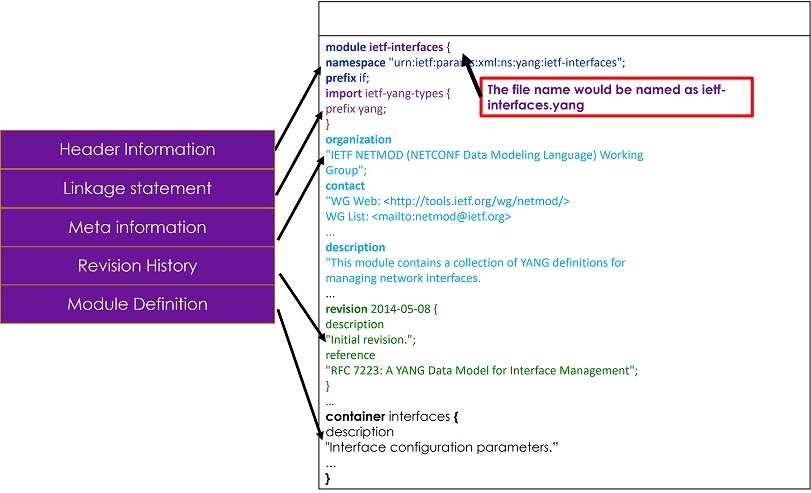 Header Information
Linkage statement
Meta information
Revision History
Module Definition
module ietf-interfaces {
namespace "urn:ietf:params:xml:ns:yang:ietf-interfaces";
prefix if;
import ietf-yang-types {
prefix yang;
}
organization
"IETF NETMOD (NETCONF Data Modeling Language) Working
Group";
contact
"WG Web: <http://tools.ietf.org/wg/netmod/>
WG List: <mailto:netmod@ietf.org>
...
description
"This module contains a collection of YANG definitions for
managing network interfaces.
...
revision 2014-05-08 {
description
"Initial revision.";
reference
"RFC 7223: A YANG Data Model for Interface Management";
}
...
container interfaces {
description
"Interface configuration parameters.”
...
}
The file name would be named as ietf-
interfaces.yang